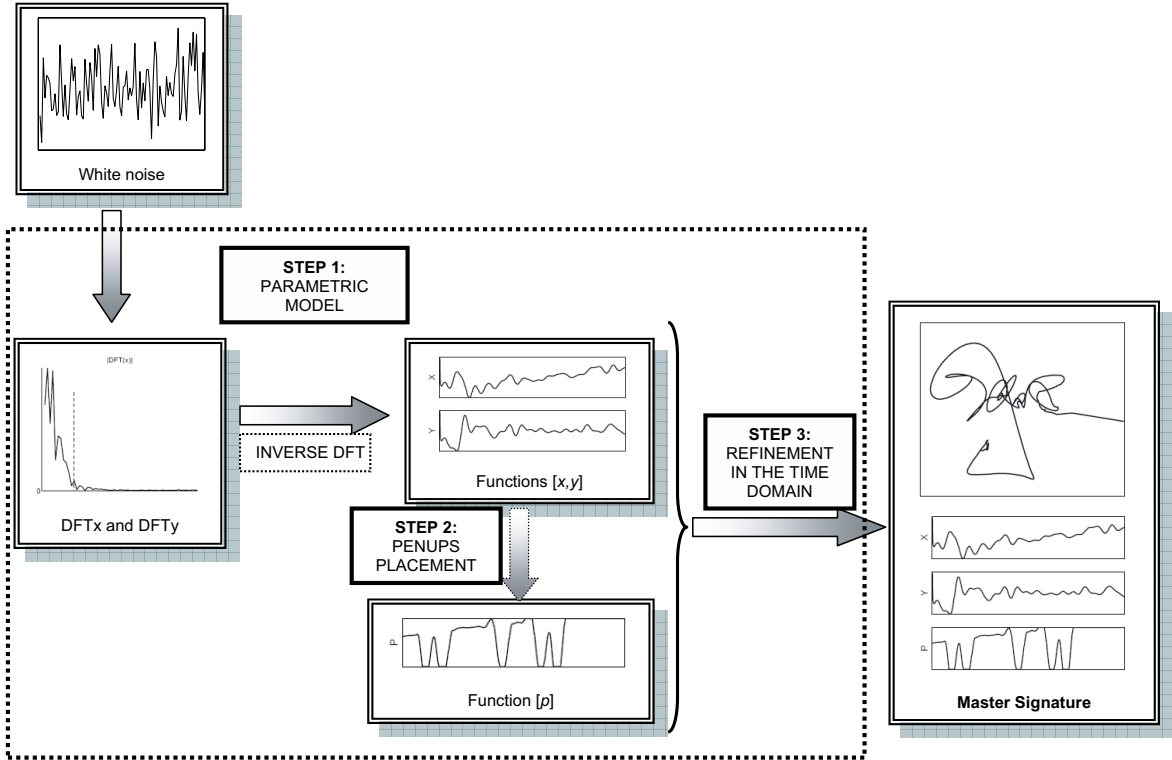 White noise
STEP 1:
PARAMETRIC
MODEL
|DFT(x)|
0
DFTx and DFTy
INVERSE DFT
X
Y
Functions [x,y]
STEP 2:
PENUPS
PLACEMENT
P
Function [p]
STEP 3:
REFINEMENT
IN THE TIME
DOMAIN
X
Y
P
Master Signature